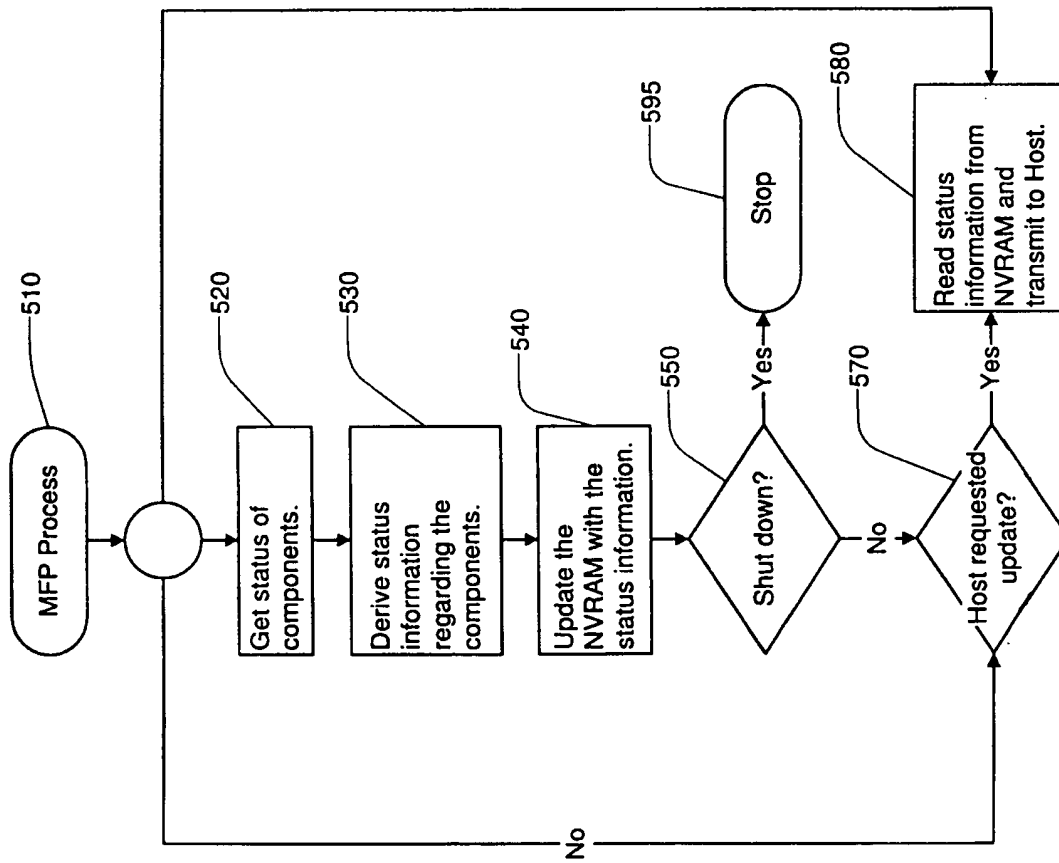 MFP Process
510
Get status of
components.
520
Derive status
information
regarding the
components.
530
Update the
NVRAM with the
status information.
540
Shut down?
550
Yes
Stop
595
No
Host requested
update?
570
Yes
Read status
information from
NVRAM and
transmit to Host.
580
No